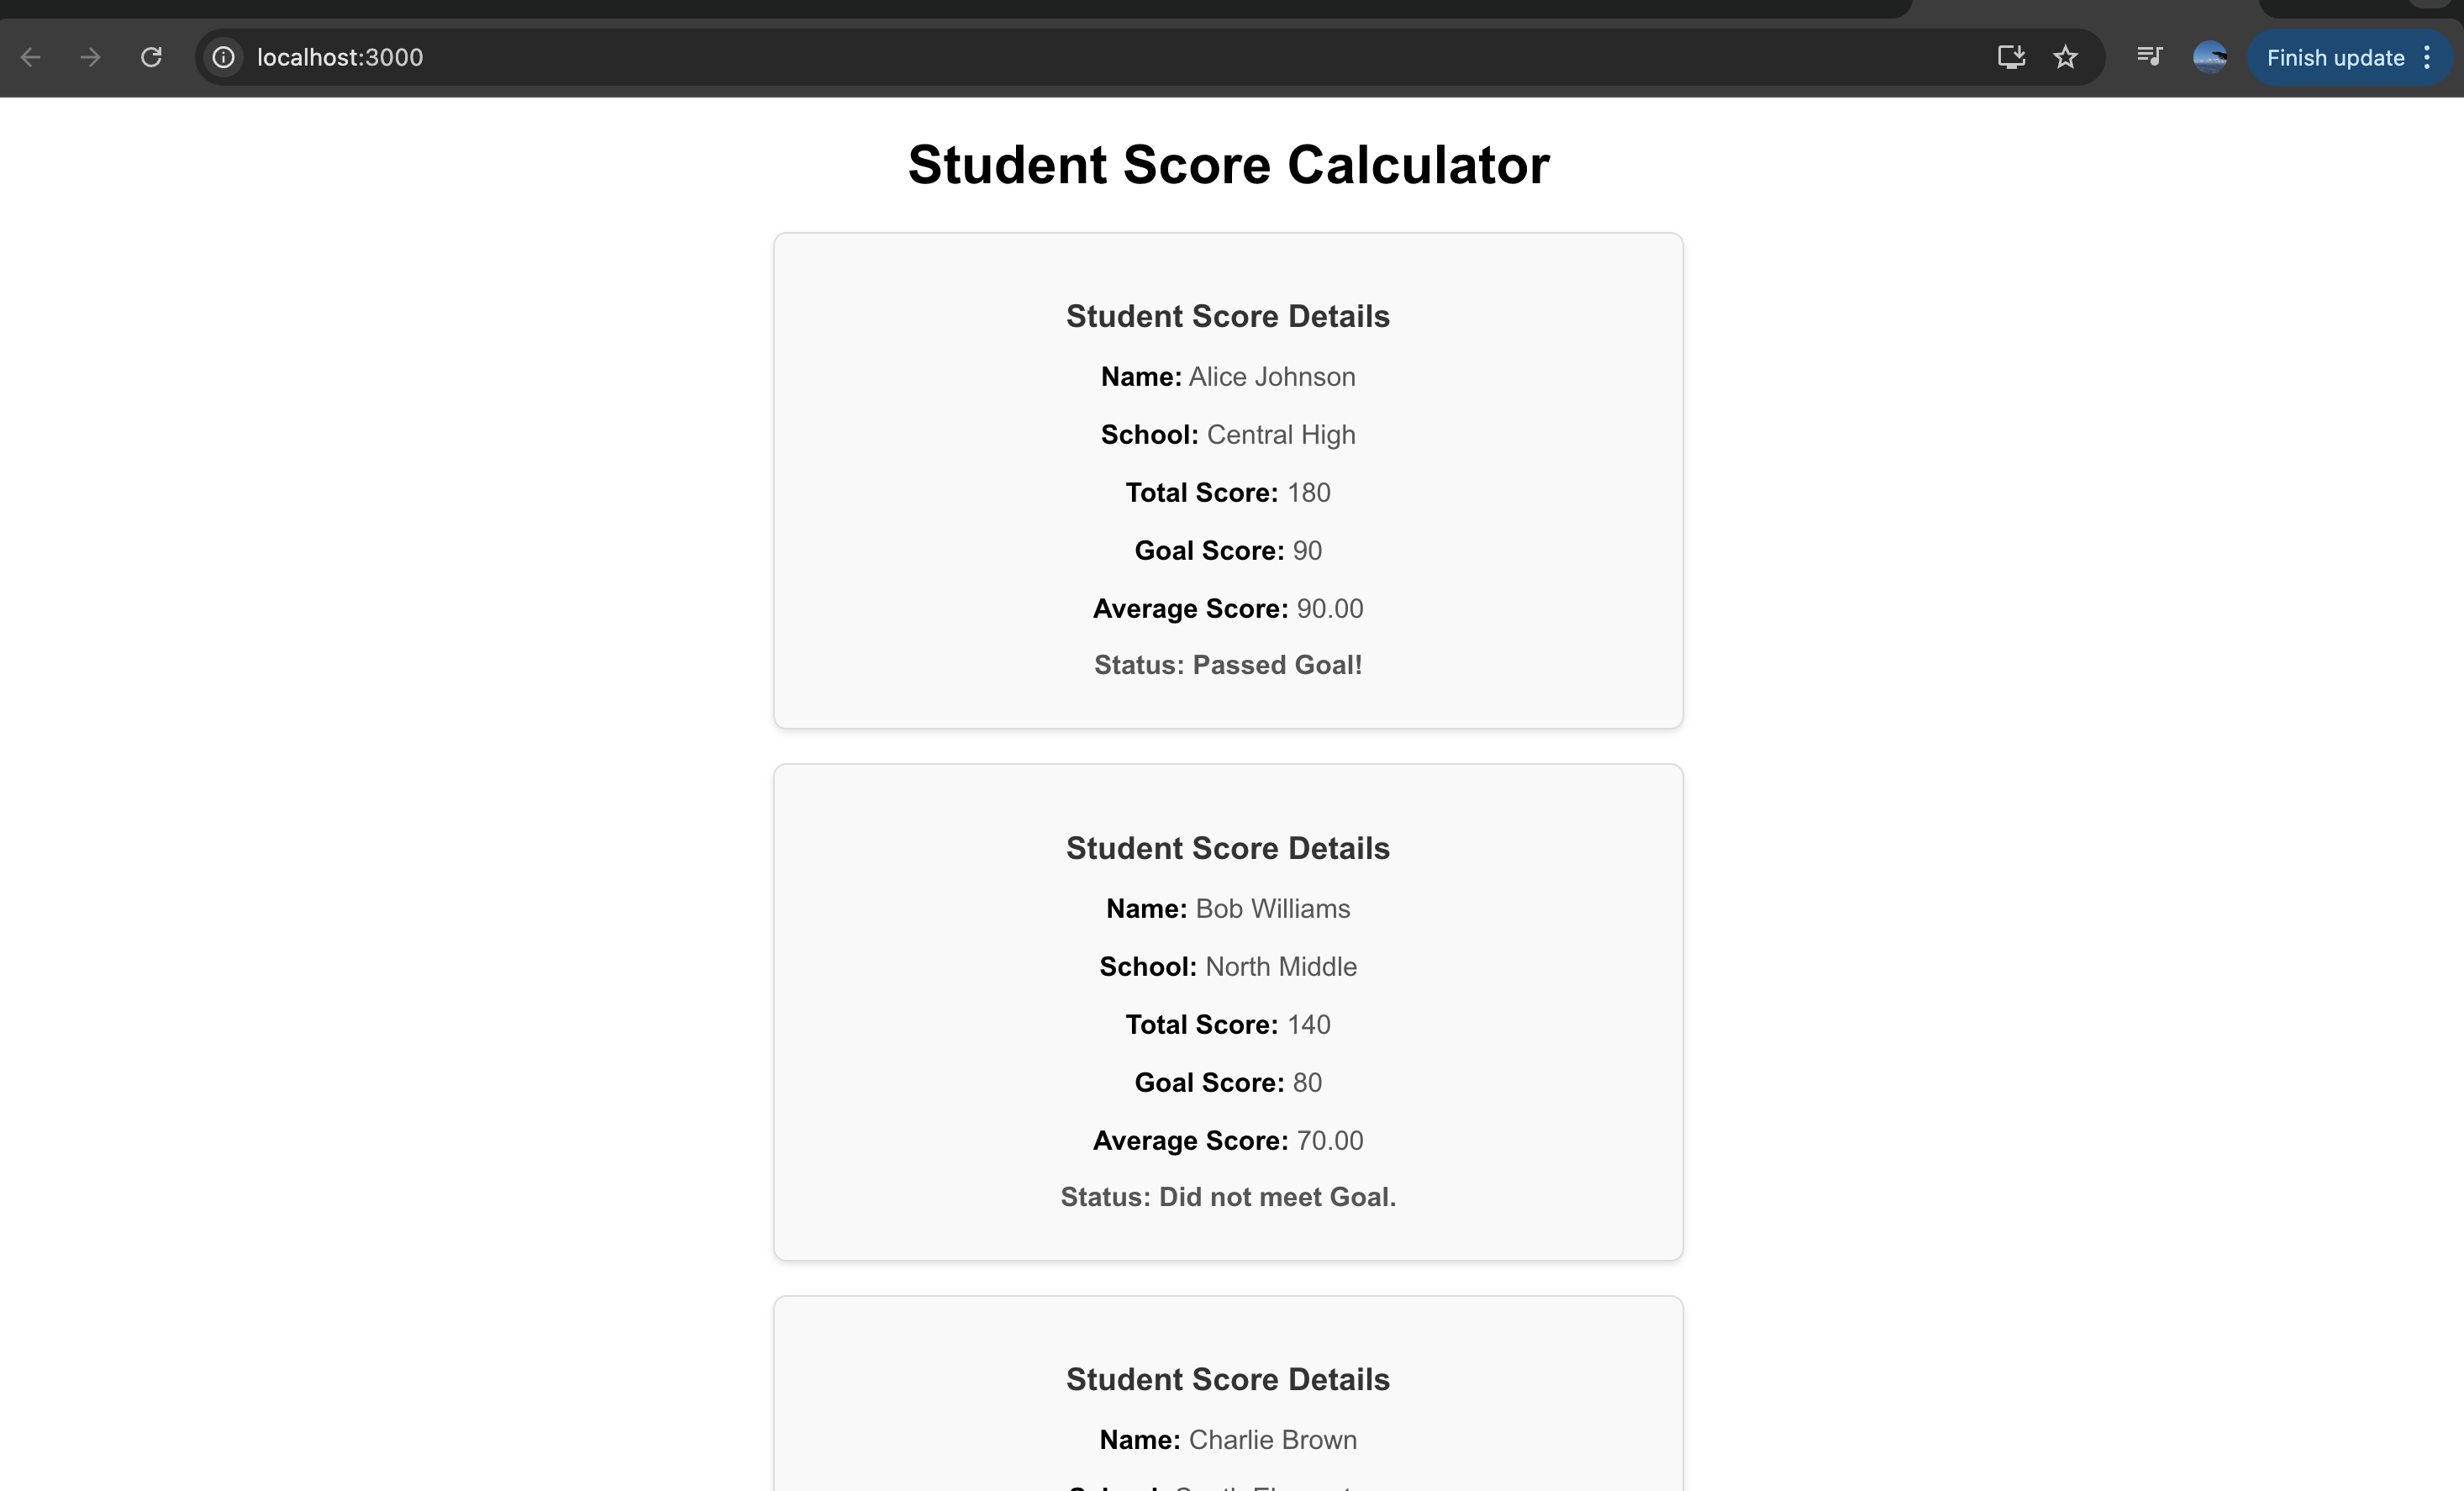 localhost:3000
Finish update
Student Score Calculator
Student Score Details
Name: Alice Johnson
School: Central High
Total Score: 180
Goal Score: 90
Average Score: 90.00
Status: Passed Goal!
Student Score Details
Name: Bob Williams
School: North Middle
Total Score: 140
Goal Score: 80
Average Score: 70.00
Status: Did not meet Goal.
Student Score Details
Name: Charlie Brown